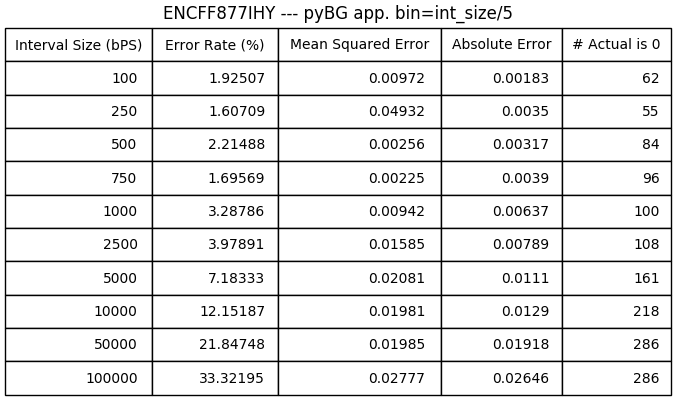 ENCFF877IHY --- pyBG app. bin=int_size/5
Interval Size (bPS) Error Rate (%) Mean Squared Error Absolute Error # Actual is 0
100 1.92507 0.00972 0.00183 62
250 1.60709 0.04932 0.0035 55
500 2.21488 0.00256 0.00317 84
750 1.69569 0.00225 0.0039 96
1000 3.28786 0.00942 0.00637 100
2500 3.97891 0.01585 0.00789 108
5000 7.18333 0.02081 0.0111 161
10000 12.15187 0.01981 0.0129 218
50000 21.84748 0.01985 0.01918 286
100000 33.32195 0.02777 0.02646 286